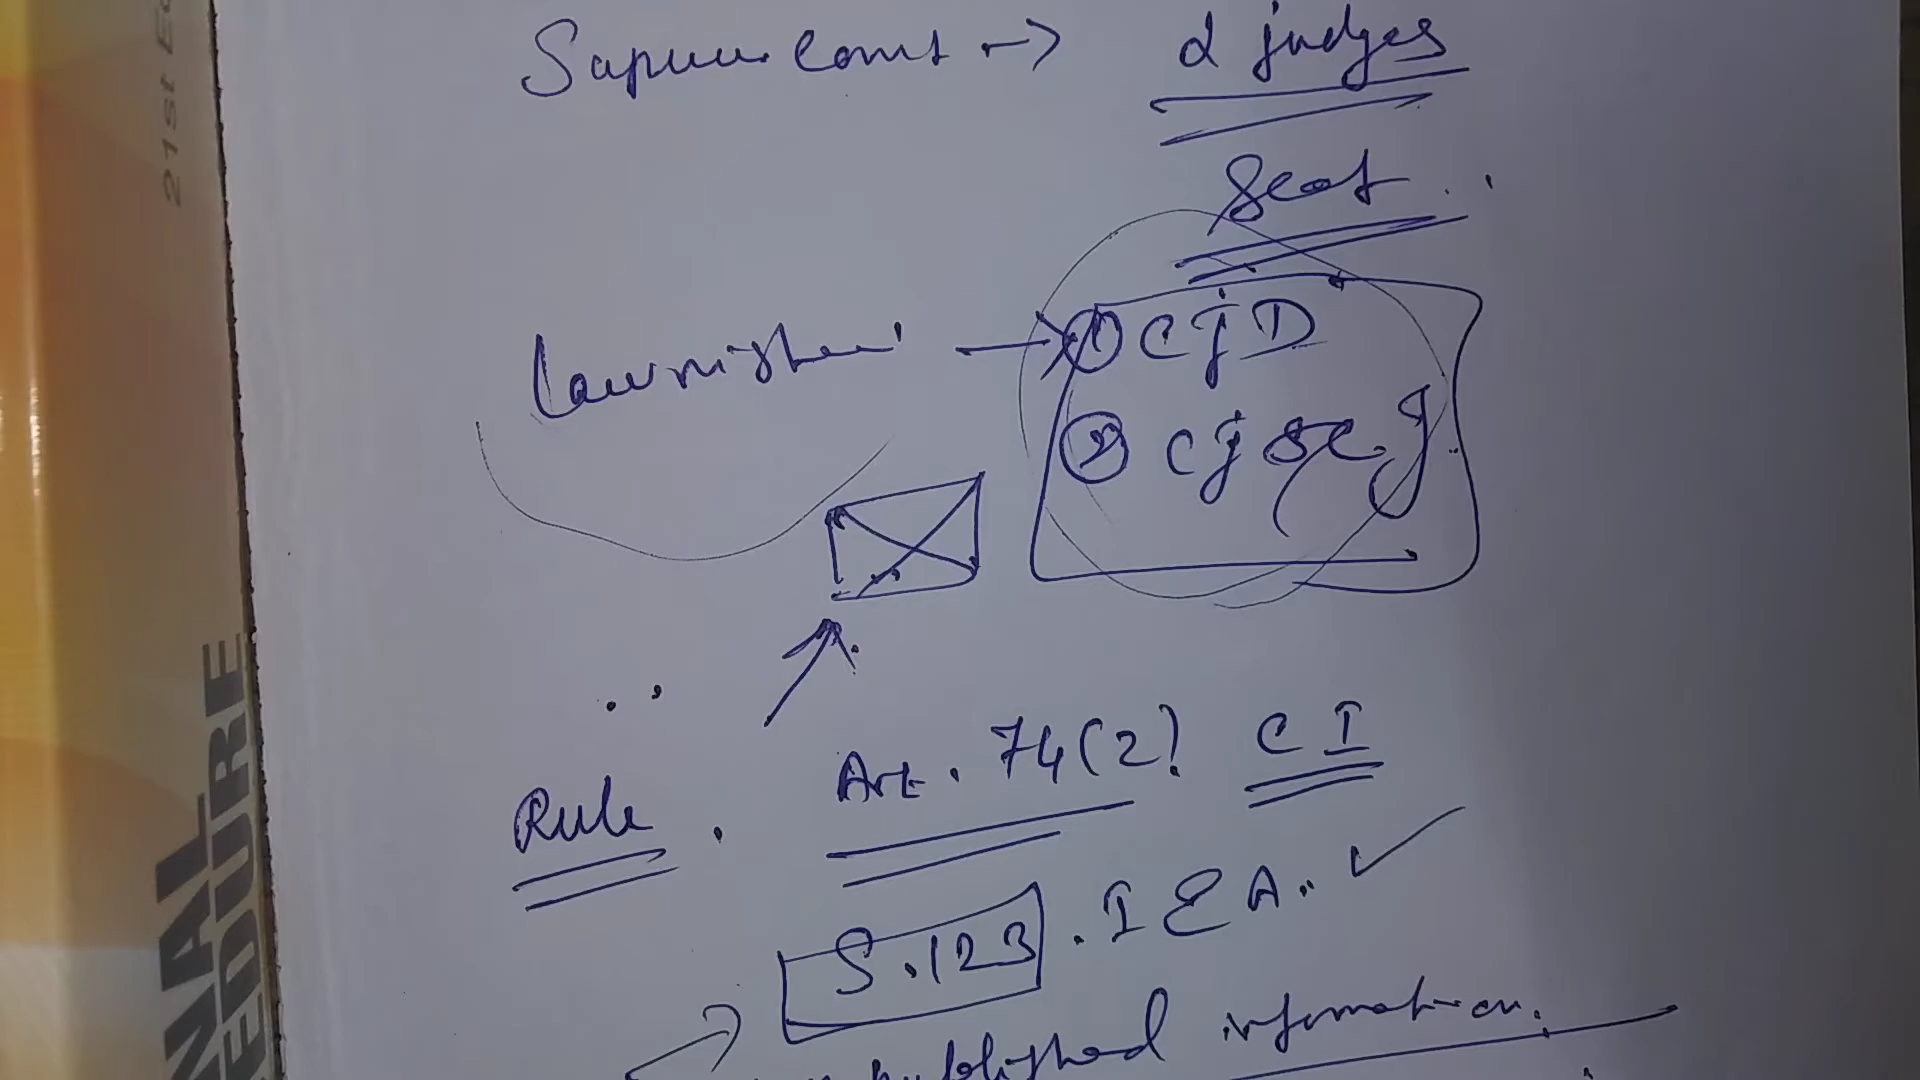 21st E
Supreme Court → 2 judges
Seat..
Law minister → ① CJD
② CJ SC.J
Rule. Art. 74(2) CI
S.123. IEA. ✓
published information.
NAL
EDURE